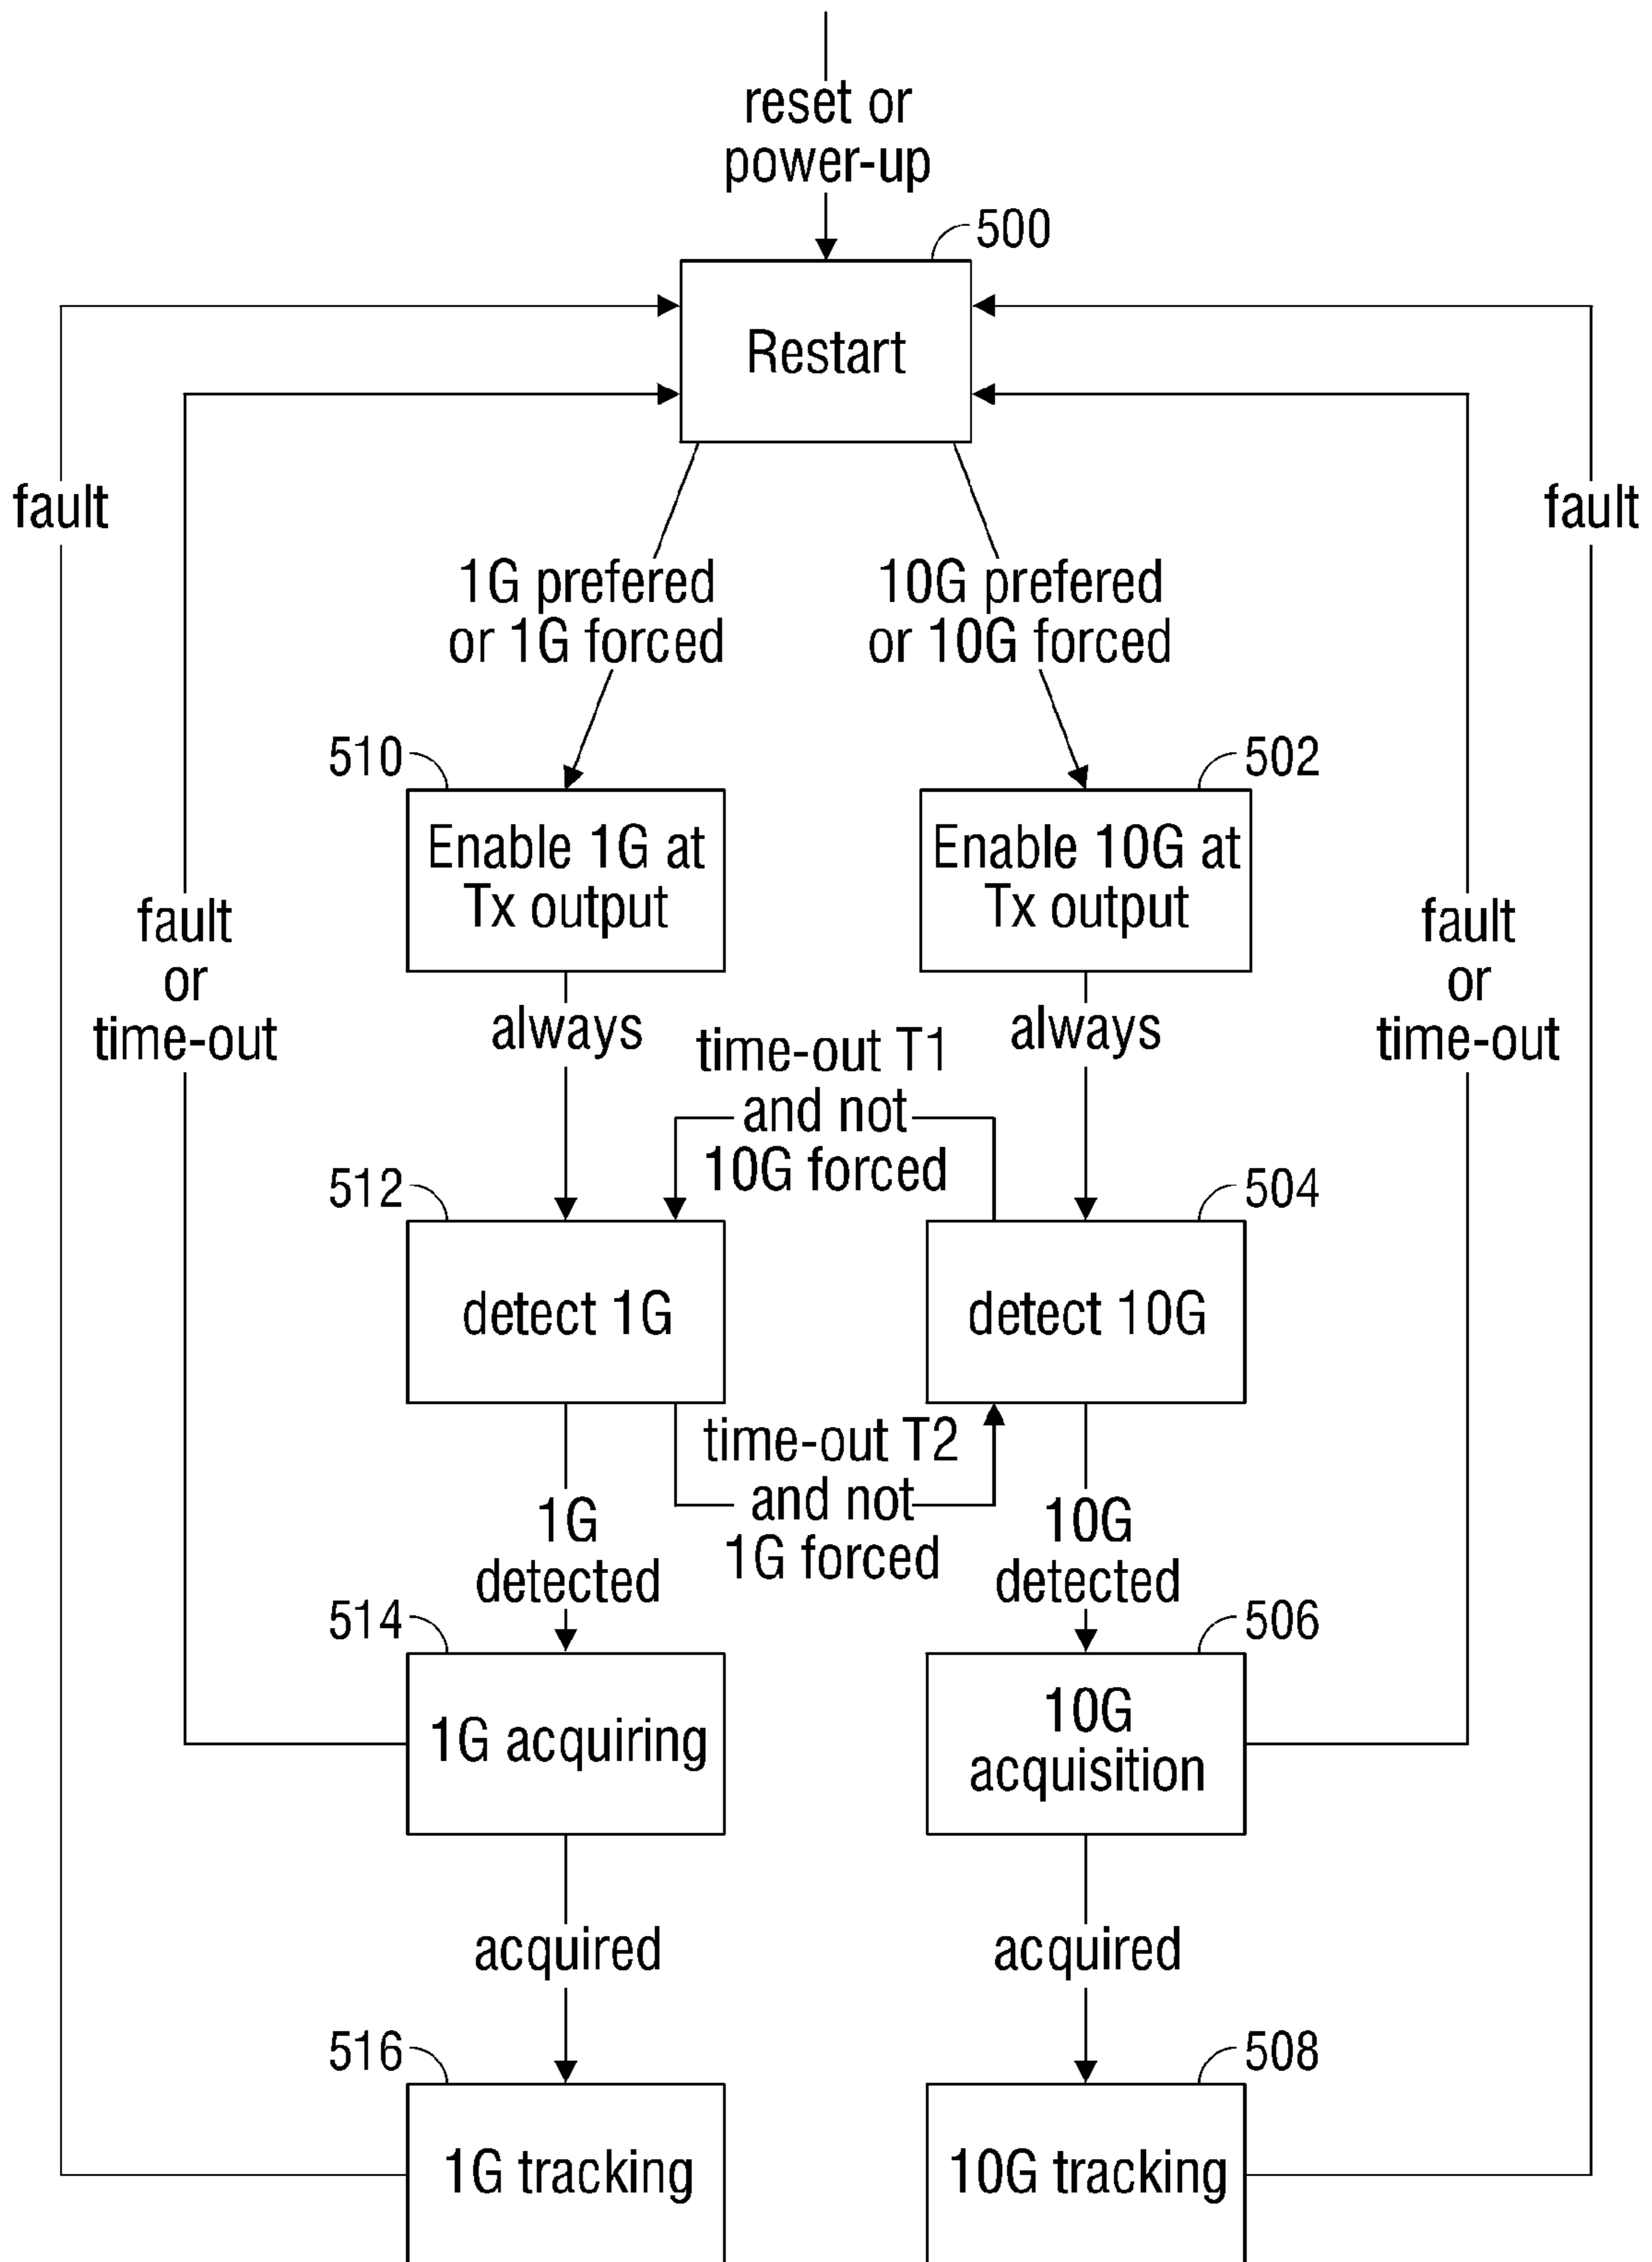 reset or
power-up
500
Restart
fault
fault
1G prefered
or 1G forced
10G prefered
or 10G forced
510
502
Enable 1G at
Tx output
Enable 10G at
Tx output
fault
or
time-out
fault
or
time-out
always
always
time-out T1
and not
10G forced
512
504
detect 1G
detect 10G
time-out T2
and not
1G forced
1G
detected
10G
detected
514
506
1G acquiring
10G
acquisition
acquired
acquired
516
508
1G tracking
10G tracking